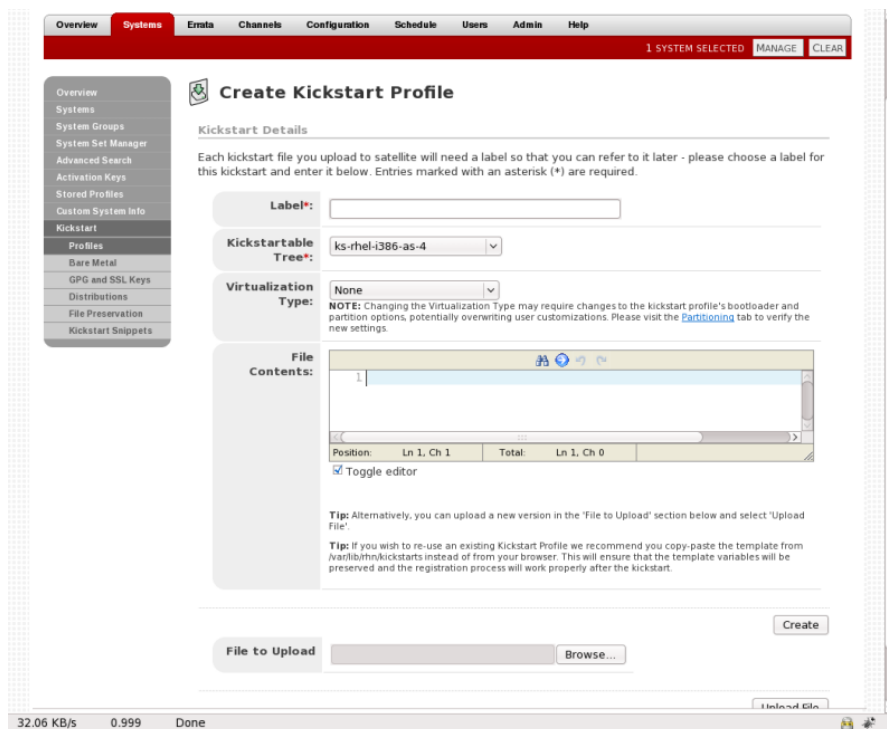 Overview Systems Errata Channels Configuration Schedule Users Admin Help
1 SYSTEM SELECTED MANAGE CLEAR
Overview
Systems
System Groups
System Set Manager
Advanced Search
Activation Keys
Stored Profiles
Custom System Info
Kickstart
Profiles
Bare Metal
GPG and SSL Keys
Distributions
File Preservation
Kickstart Snippets
Create Kickstart Profile
Kickstart Details
Each kickstart file you upload to satellite will need a label so that you can refer to it later - please choose a label for
this kickstart and enter it below. Entries marked with an asterisk (*) are required.
Label*:
Kickstartable
Tree*:
ks-rhel-i386-as-4
Virtualization
Type:
None
NOTE: Changing the Virtualization Type may require changes to the kickstart profile's bootloader and
partition options, potentially overwriting user customizations. Please visit the Partitioning tab to verify the
new settings.
File
Contents:
1
Position: Ln 1, Ch 1 Total: Ln 1, Ch 0
Toggle editor
Tip: Alternatively, you can upload a new version in the 'File to Upload' section below and select 'Upload
File'.
Tip: If you wish to re-use an existing Kickstart Profile we recommend you copy-paste the template from
/var/lib/rhn/kickstarts instead of from your browser. This will ensure that the template variables will be
preserved and the registration process will work properly after the kickstart.
Create
File to Upload Browse...
Upload File
32.06 KB/s 0.999 Done